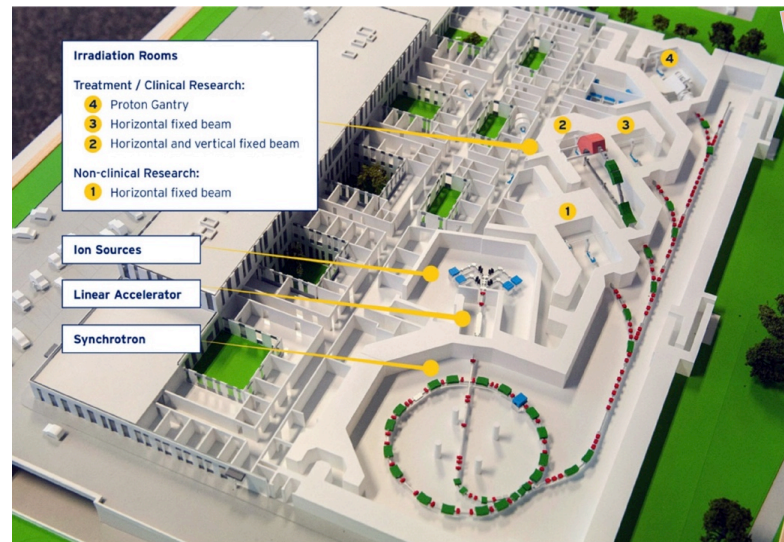 Irradiation Rooms
Treatment / Clinical Research:
4 Proton Gantry
3 Horizontal fixed beam
2 Horizontal and vertical fixed beam
Non-clinical Research:
1 Horizontal fixed beam
Ion Sources
Linear Accelerator
Synchrotron
4
2
3
1